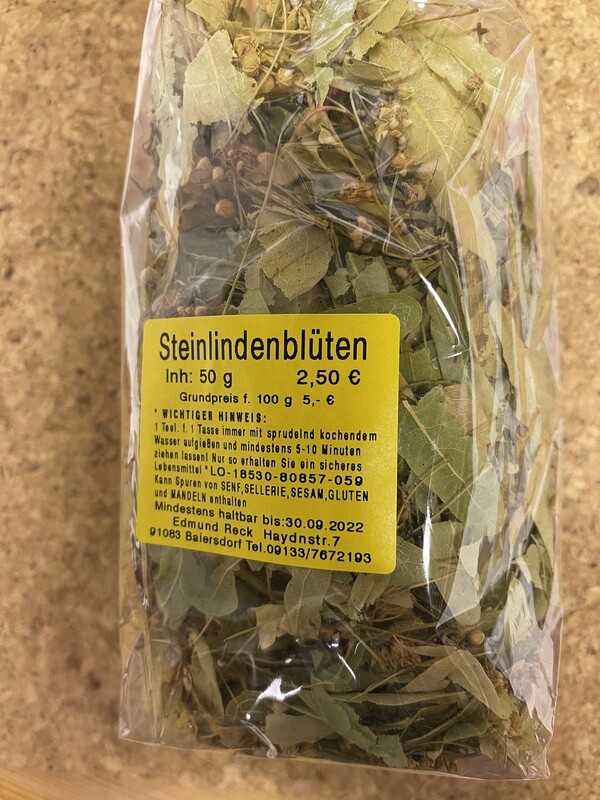 Steinlindenblüten
Inh: 50 g 2,50 €
Grundpreis f. 100 g 5,- €
* WICHTIGER HINWEIS:
1 Teel. f. 1 Tasse immer mit sprudelnd kochendem
Wasser aufgießen und mindestens 5-10 Minuten
ziehen lassen! Nur so erhalten Sie ein sicheres
Lebensmittel *LO-18530-80857-059
Kann Spuren von SENF,SELLERIE,SESAM,GLUTEN
und MANDELN enthalten
Mindestens haltbar bis:30.09.2022
Edmund Reck Haydnstr.7
91083 Baiersdorf Tel.09133/7672193